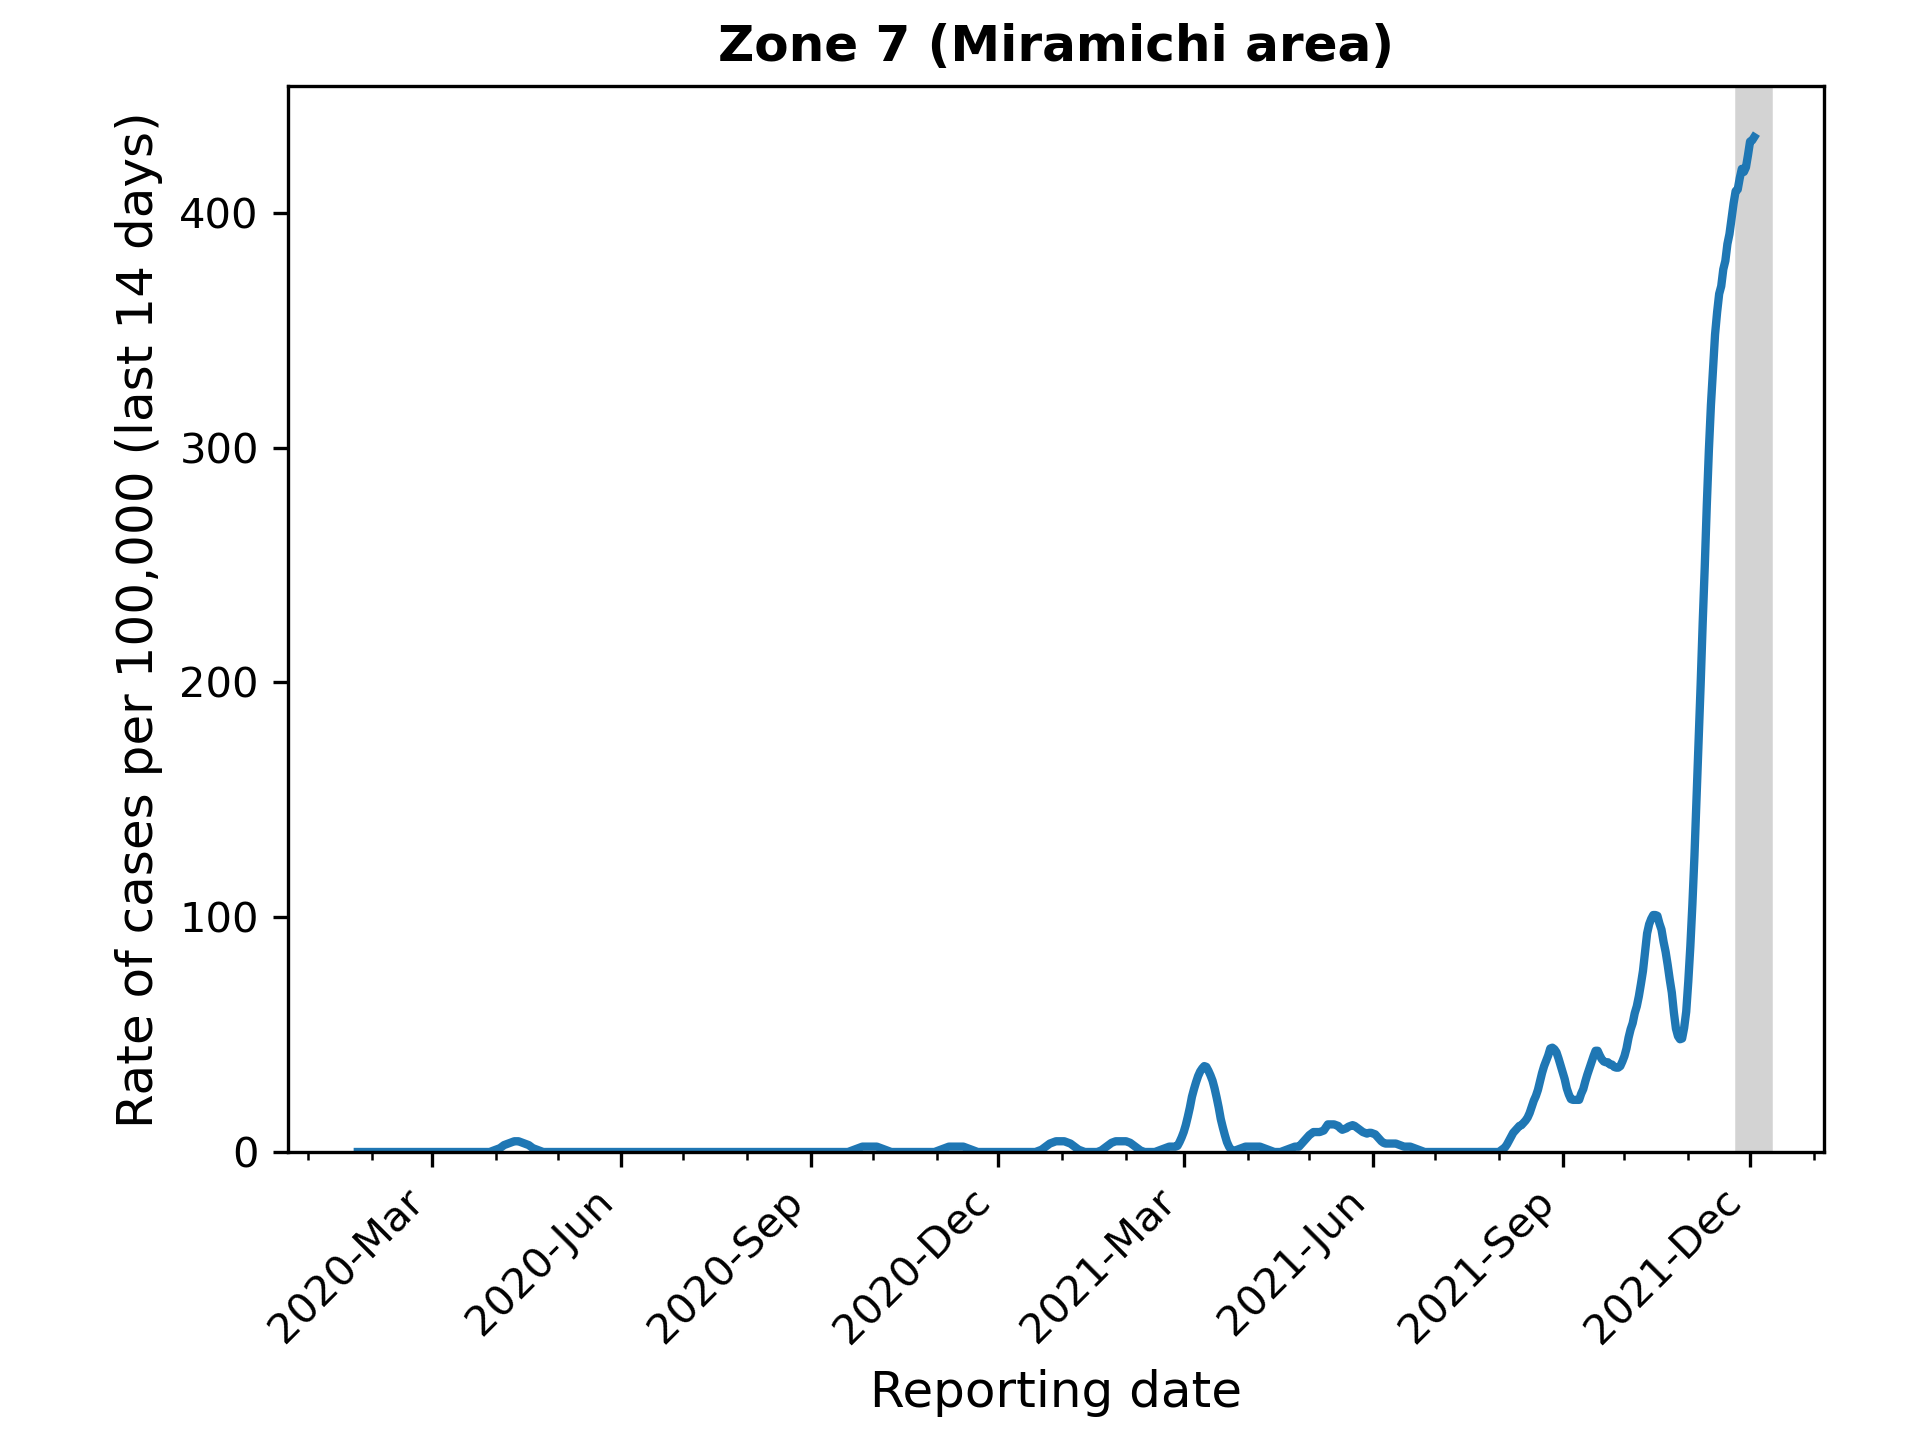 Zone 7 (Miramichi area)
Rate of cases per 100,000 (last 14 days)
400
300
200
100
0
2020-Mar
2020-Jun
2020-Sep
2020-Dec
2021-Mar
2021-Jun
2021-Sep
2021-Dec
Reporting date